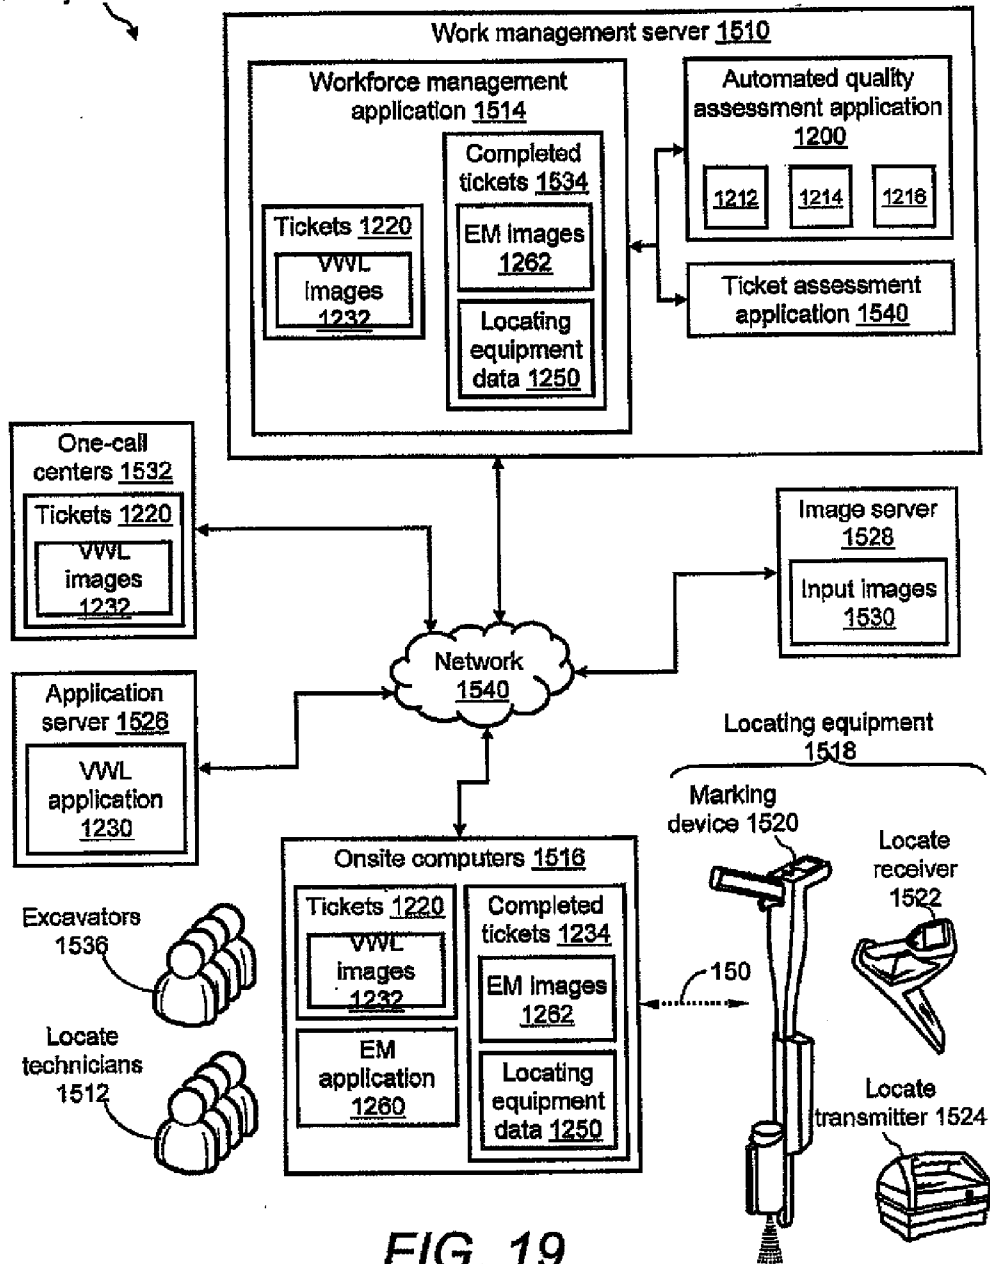 Work management server 1510
Workforce management
application 1514
Completed
tickets 1534
Tickets 1220
VWL
images
1232
EM images
1262
Locating
equipment
data 1250
Automated quality
assessment application
1200
1212
1214
1216
Ticket assessment
application 1540
One-call
centers 1532
Tickets 1220
VWL
images
1232
Image server
1528
Input images
1530
Network
1540
Application
server 1526
VWL
application
1230
Locating equipment
1518
Marking
device 1520
Locate
receiver
1522
Onsite computers 1516
Tickets 1220
VWL
images
1232
EM
application
1260
Completed
tickets 1234
EM images
1262
Locating
equipment
data 1250
150
Excavators
1536
Locate
technicians
1512
Locate
transmitter 1524
FIG. 19